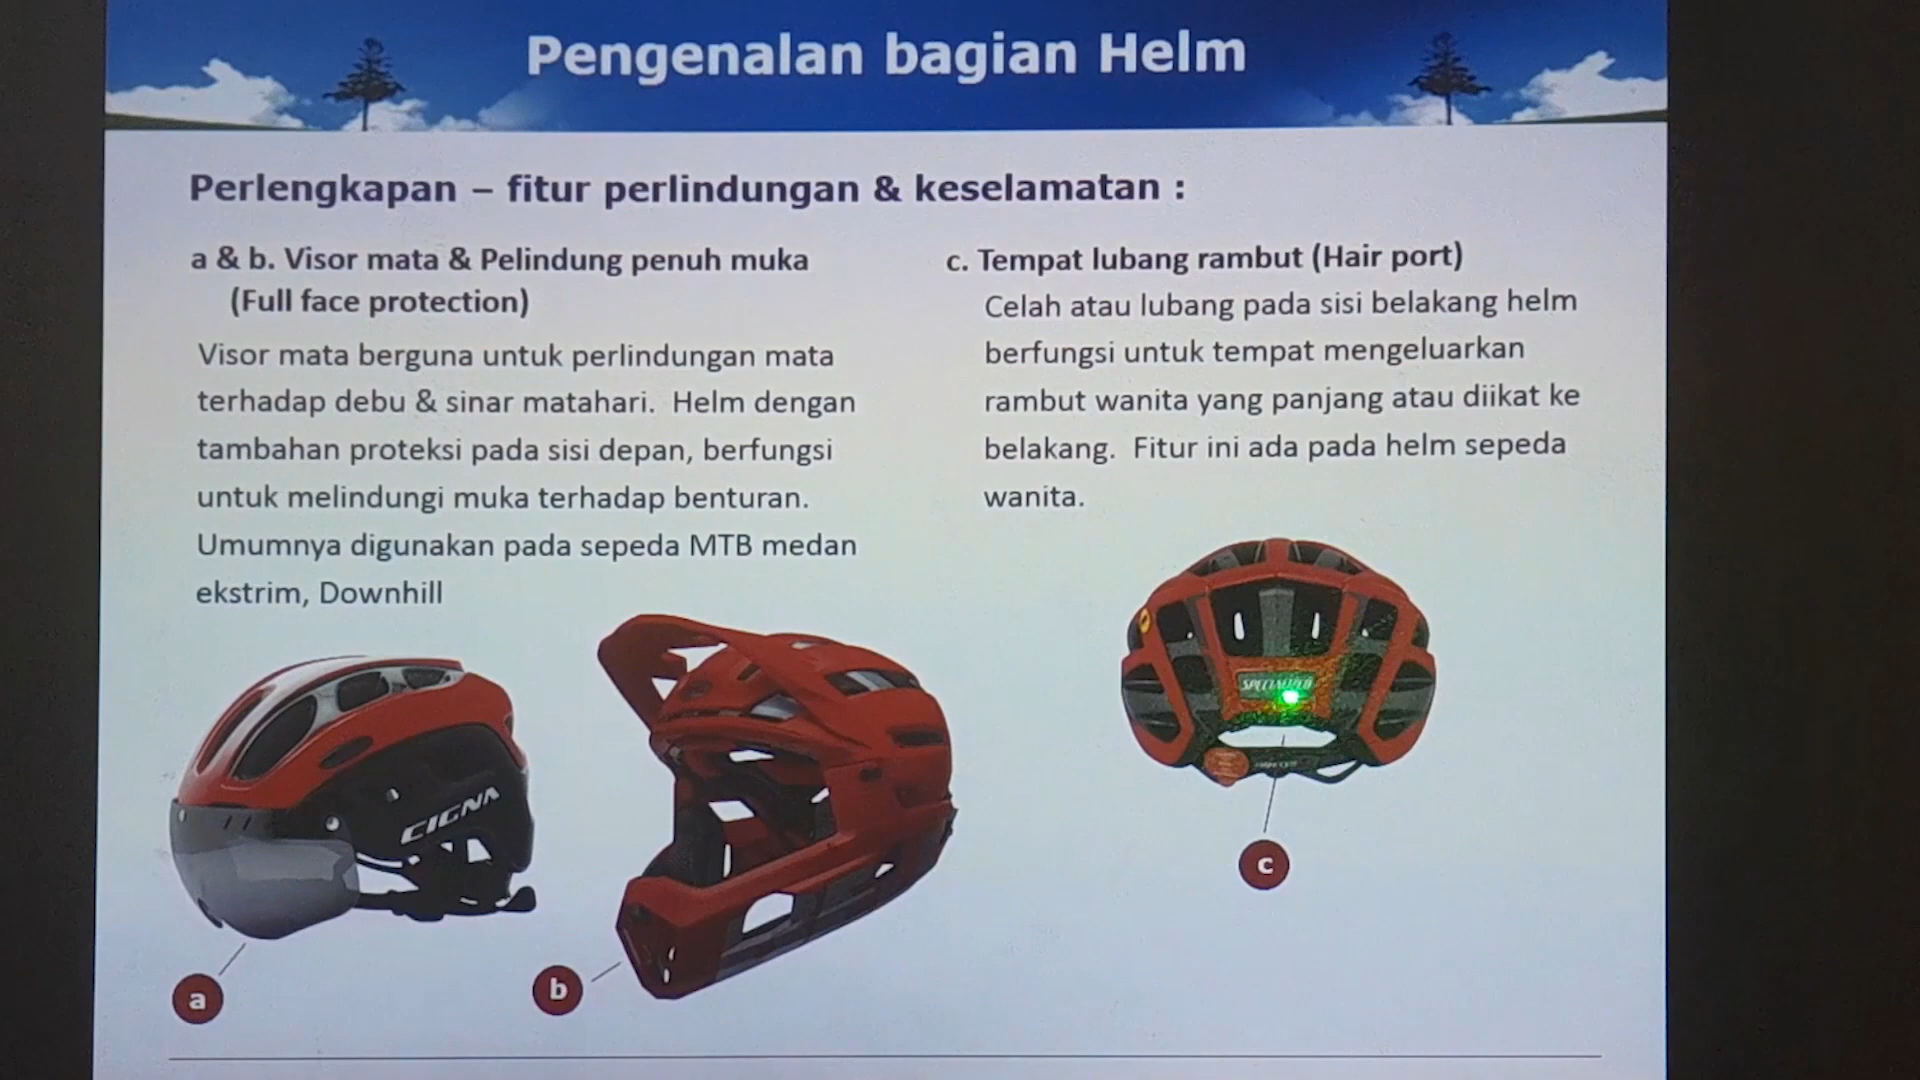 Pengenalan bagian Helm
Perlengkapan – fitur perlindungan & keselamatan :
a & b. Visor mata & Pelindung penuh muka
(Full face protection)
Visor mata berguna untuk perlindungan mata
terhadap debu & sinar matahari. Helm dengan
tambahan proteksi pada sisi depan, berfungsi
untuk melindungi muka terhadap benturan.
Umumnya digunakan pada sepeda MTB medan
ekstrim, Downhill
c. Tempat lubang rambut (Hair port)
Celah atau lubang pada sisi belakang helm
berfungsi untuk tempat mengeluarkan
rambut wanita yang panjang atau diikat ke
belakang. Fitur ini ada pada helm sepeda
wanita.
CIGNA
SPECIALIZED
a
b
c